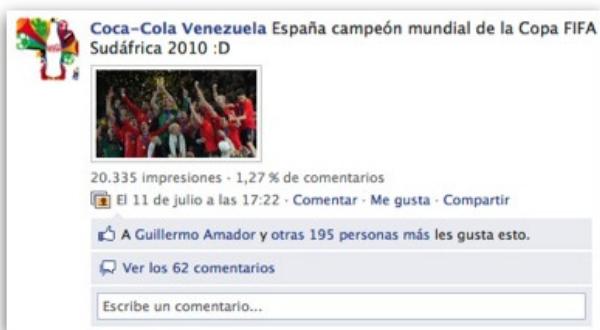 Coca-Cola Venezuela España campeón mundial de la Copa FIFA
Sudáfrica 2010 :D
20.335 impresiones · 1,27 % de comentarios
El 11 de julio a las 17:22 · Comentar · Me gusta · Compartir
A Guillermo Amador y otras 195 personas más les gusta esto.
Ver los 62 comentarios
Escribe un comentario...